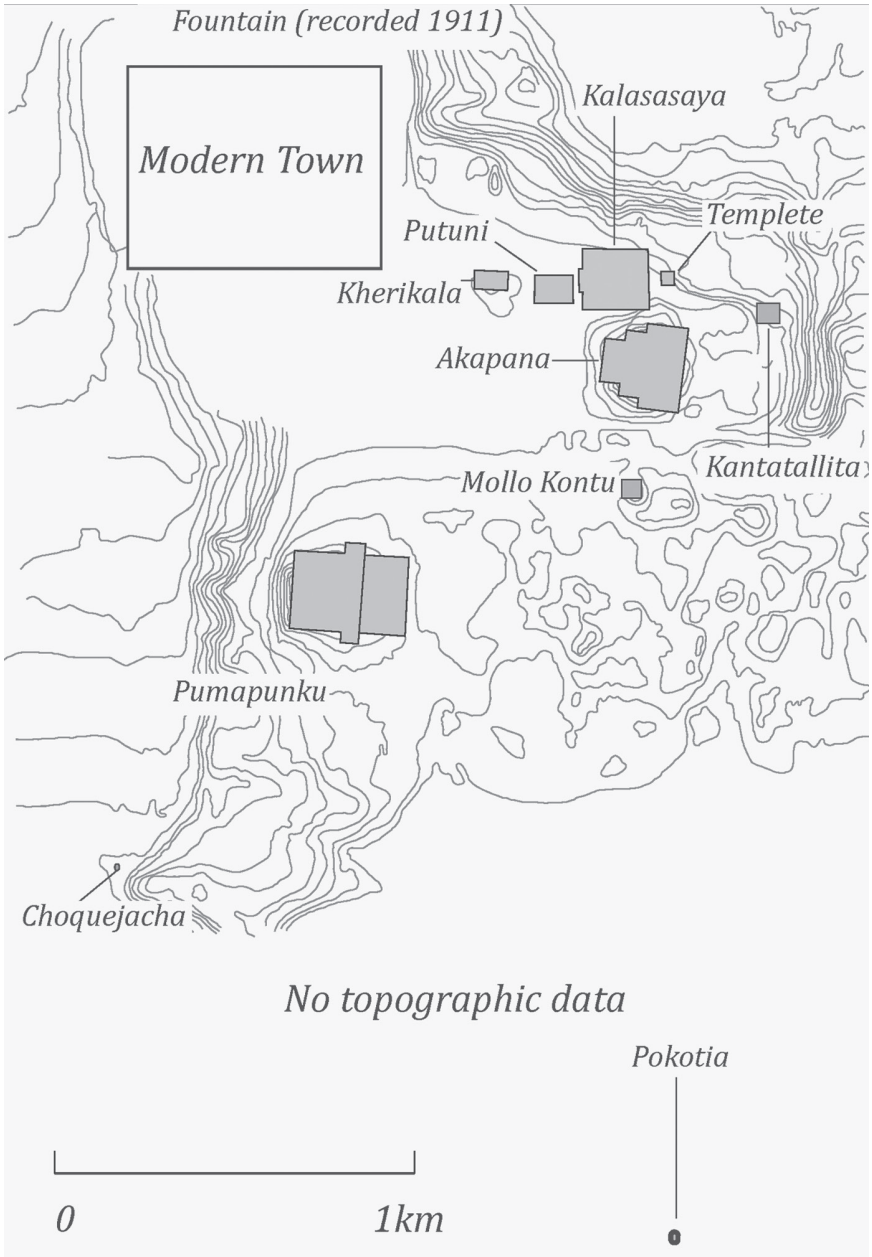 Fountain (recorded 1911)
Kalasasaya
Modern Town
Templete
Putuni
Kherikala
Akapana
Kantatallita
Mollo Kontu
Pumapunku
Choquejacha
No topographic data
Pokotia
0
1km